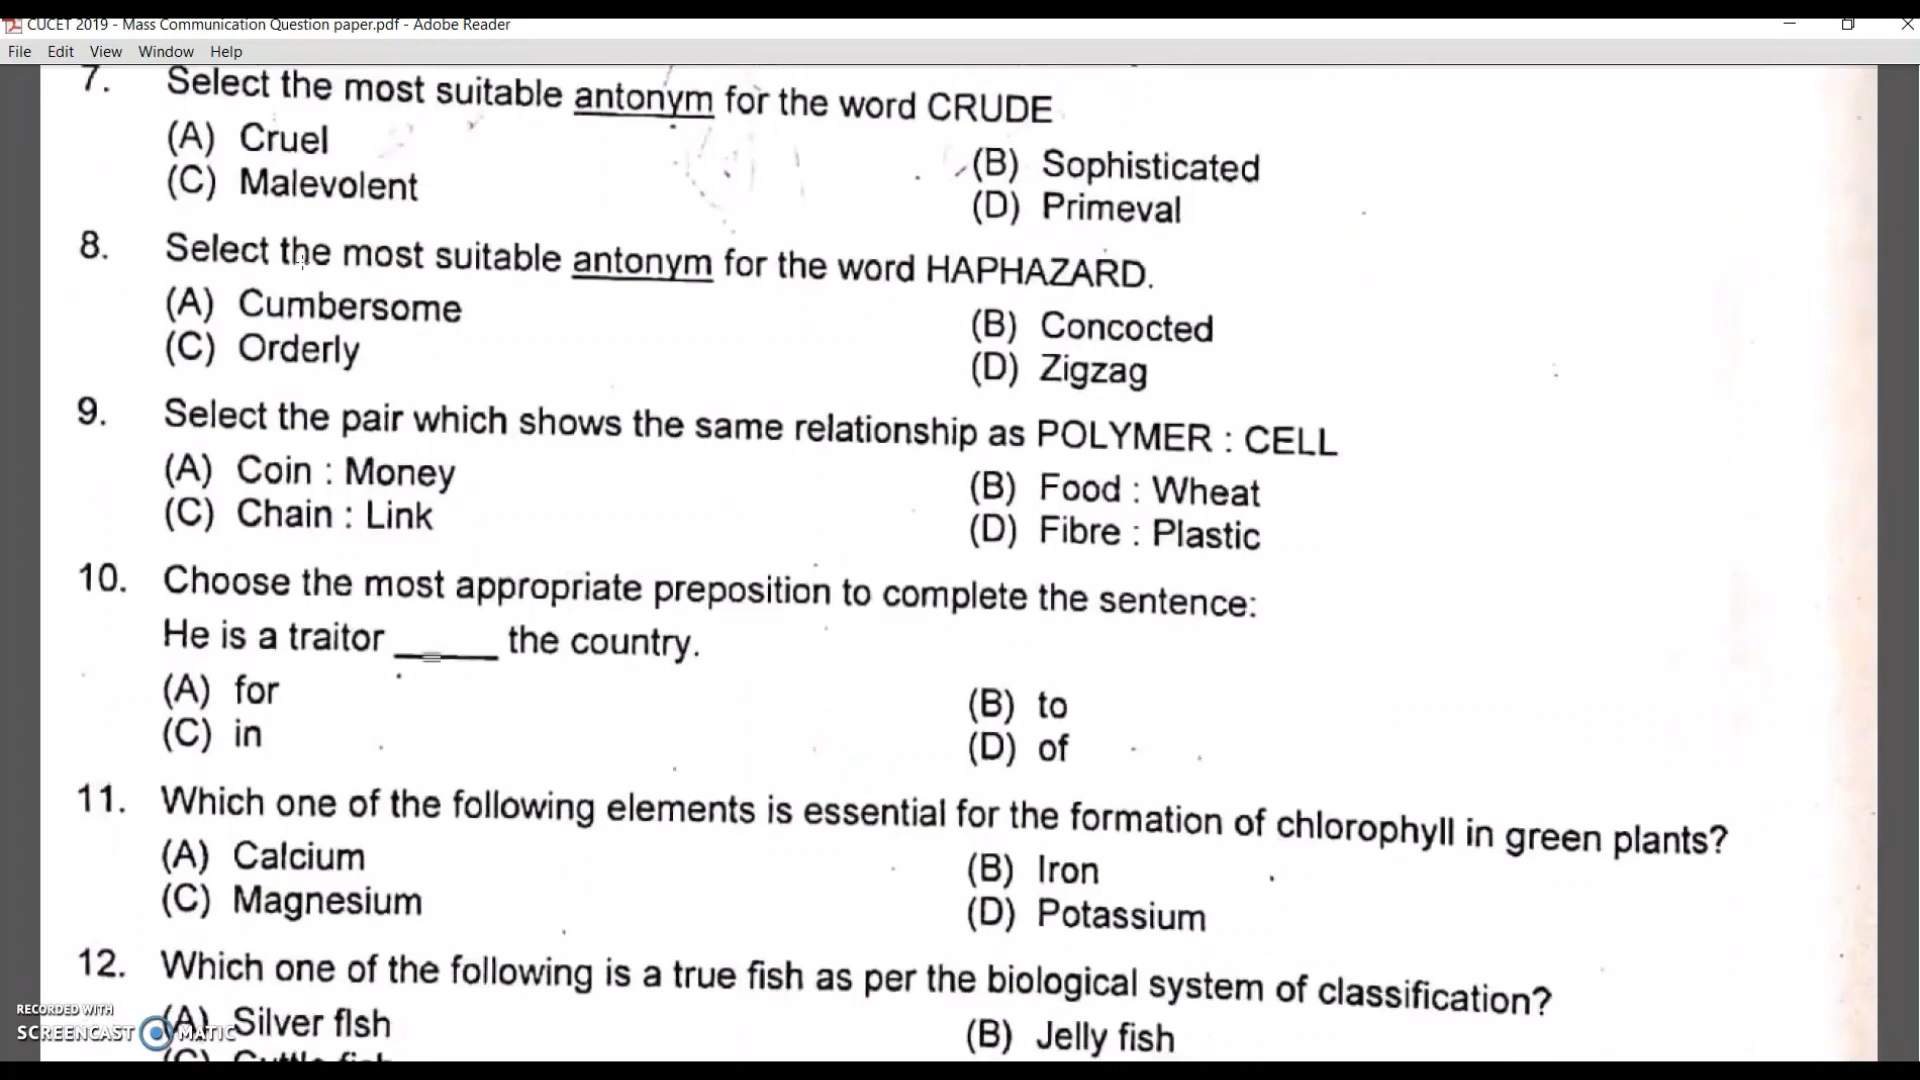 CUCET 2019 - Mass Communication Question paper.pdf - Adobe Reader
File Edit View Window Help
7. Select the most suitable antonym for the word CRUDE
(A) Cruel (B) Sophisticated
(C) Malevolent (D) Primeval
8. Select the most suitable antonym for the word HAPHAZARD.
(A) Cumbersome (B) Concocted
(C) Orderly (D) Zigzag
9. Select the pair which shows the same relationship as POLYMER : CELL
(A) Coin : Money (B) Food : Wheat
(C) Chain : Link (D) Fibre : Plastic
10. Choose the most appropriate preposition to complete the sentence:
He is a traitor _____ the country.
(A) for (B) to
(C) in (D) of
11. Which one of the following elements is essential for the formation of chlorophyll in green plants?
(A) Calcium (B) Iron
(C) Magnesium (D) Potassium
12. Which one of the following is a true fish as per the biological system of classification?
(A) Silver fish (B) Jelly fish
(C) Cuttle fish
RECORDED WITH
SCREENCAST MATIC